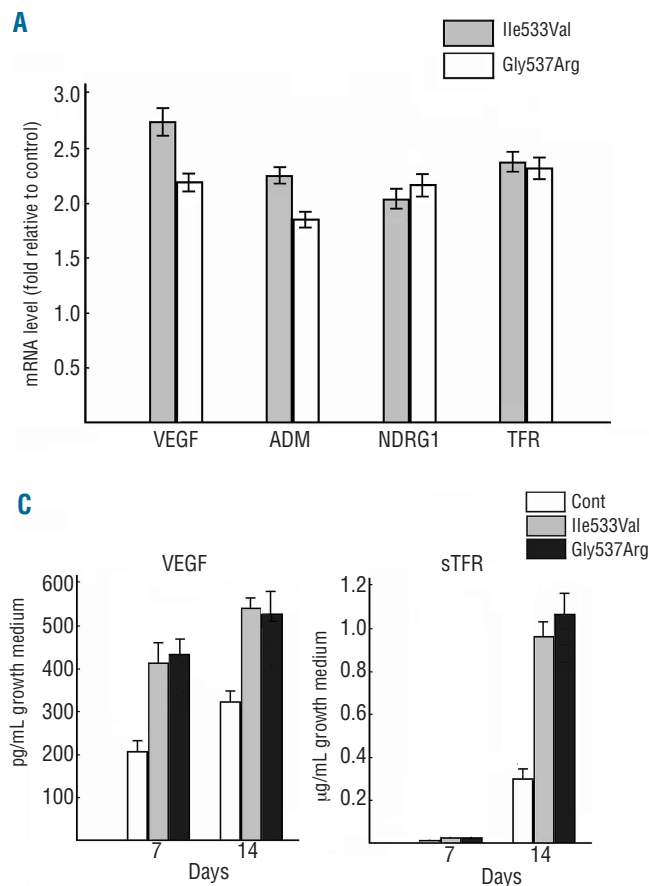 A
Ile533Val
Gly537Arg
mRNA level (fold relative to control)
3.0
2.5
2.0
1.5
1.0
0.5
VEGF ADM NDRG1 TFR
C
Cont
Ile533Val
Gly537Arg
VEGF
pg/mL growth medium
600
500
400
300
200
100
7 14
Days
sTFR
µg/mL growth medium
1.2
1.0
0.8
0.6
0.4
0.2
7 14
Days